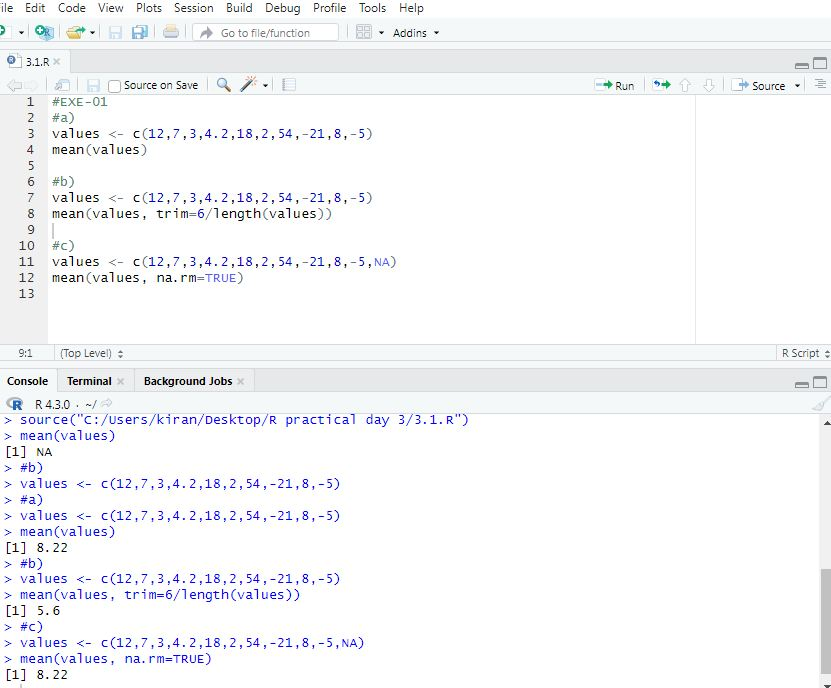 ile Edit Code View Plots Session Build Debug Profile Tools Help
Go to file/function Addins
3.1.R
Source on Save Run Source
1 #EXE-01
2 #a)
3 values <- c(12,7,3,4.2,18,2,54,-21,8,-5)
4 mean(values)
5
6 #b)
7 values <- c(12,7,3,4.2,18,2,54,-21,8,-5)
8 mean(values, trim=6/length(values))
9
10 #c)
11 values <- c(12,7,3,4.2,18,2,54,-21,8,-5,NA)
12 mean(values, na.rm=TRUE)
13
9:1 (Top Level) R Script
Console Terminal Background Jobs
R 4.3.0 · ~/
> source("C:/Users/kiran/Desktop/R practical day 3/3.1.R")
> mean(values)
[1] NA
> #b)
> values <- c(12,7,3,4.2,18,2,54,-21,8,-5)
> #a)
> values <- c(12,7,3,4.2,18,2,54,-21,8,-5)
> mean(values)
[1] 8.22
> #b)
> values <- c(12,7,3,4.2,18,2,54,-21,8,-5)
> mean(values, trim=6/length(values))
[1] 5.6
> #c)
> values <- c(12,7,3,4.2,18,2,54,-21,8,-5,NA)
> mean(values, na.rm=TRUE)
[1] 8.22